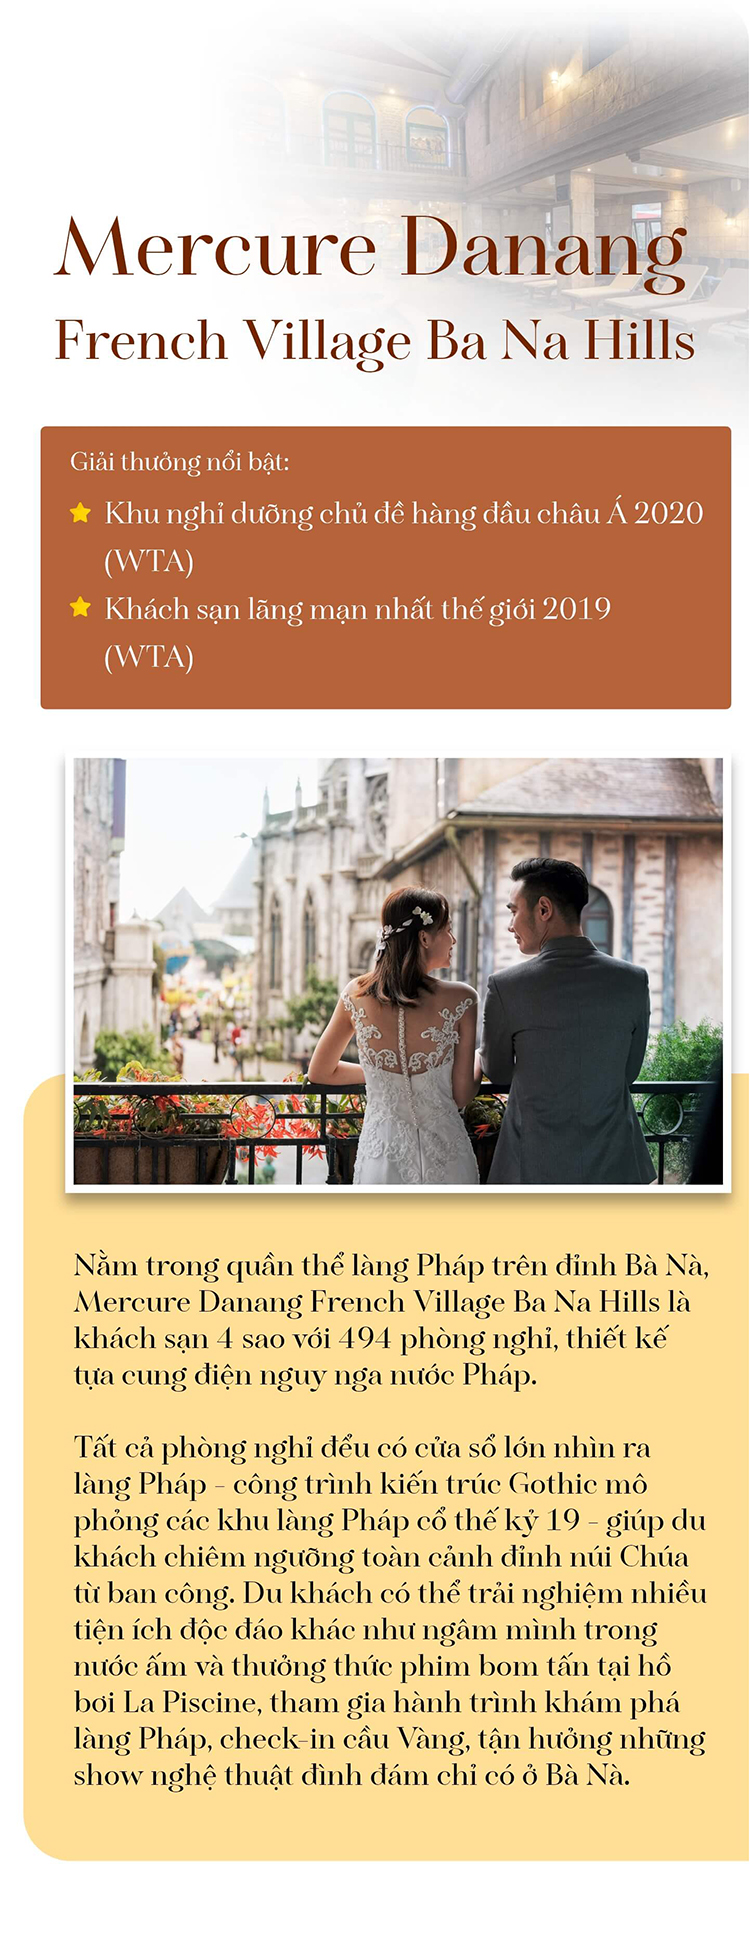 Mercure Danang
French Village Ba Na Hills
Giải thưởng nổi bật:
Khu nghỉ dưỡng chủ đề hàng đầu châu Á 2020
(WTA)
Khách sạn lãng mạn nhất thế giới 2019
(WTA)
Nằm trong quần thể làng Pháp trên đỉnh Bà Nà,
Mercure Danang French Village Ba Na Hills là
khách sạn 4 sao với 494 phòng nghỉ, thiết kế
tựa cung điện nguy nga nước Pháp.
Tất cả phòng nghỉ đểu có cửa sổ lớn nhìn ra
làng Pháp - công trình kiến trúc Gothic mô
phỏng các khu làng Pháp cổ thế kỷ 19 - giúp du
khách chiêm ngưỡng toàn cảnh đỉnh núi Chúa
từ ban công. Du khách có thể trải nghiệm nhiều
tiện ích độc đáo khác như ngâm mình trong
nước ấm và thưởng thức phim bom tấn tại hồ
bơi La Piscine, tham gia hành trình khám phá
làng Pháp, check-in cầu Vàng, tận hưởng những
show nghệ thuật đình đám chỉ có ở Bà Nà.